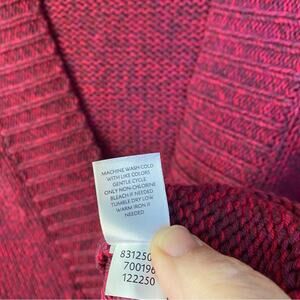 MACHINE WASH COLD
WITH LIKE COLORS
GENTLE CYCLE
ONLY NON-CHLORINE
BLEACH IF NEEDED
TUMBLE DRY LOW
WARM IRON IF
NEEDED
831250
700196
122250